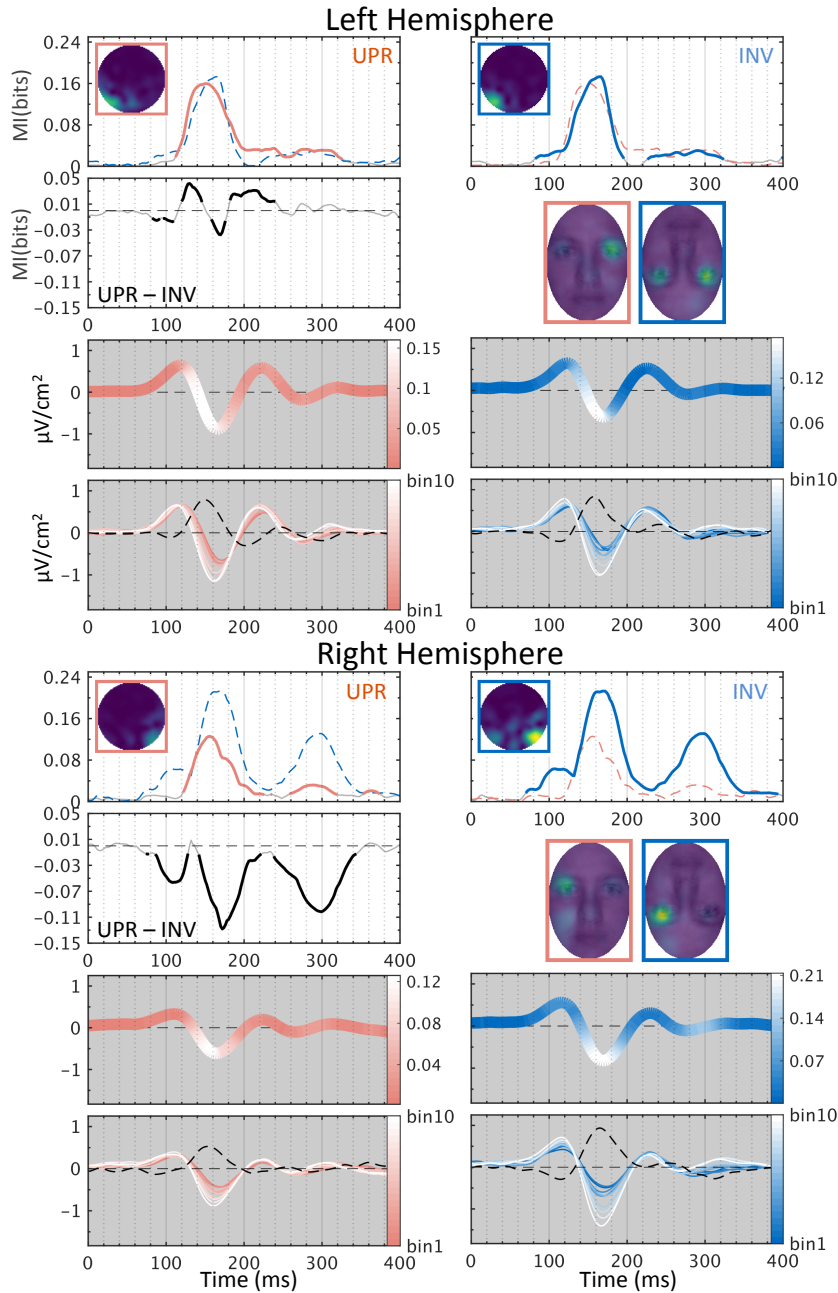 Left Hemisphere
0.24
0.16
0.08
0
MI(bits)
UPR
INV
MI(bits)
0 100 200 300 400
0.05
0.01
−0.03
−0.07
−0.11
−0.15
MI(bits)
UPR – INV
0 100 200 300 400
1
0
−1
µV/cm²
0.15
0.1
0.05
0.12
0.06
1
0
−1
µV/cm²
bin10
bin1
bin10
bin1
0 100 200 300 400
0 100 200 300 400
Right Hemisphere
0.24
0.16
0.08
0
UPR
INV
0 100 200 300 400
0.05
0.01
−0.03
−0.07
−0.11
−0.15
UPR – INV
0 100 200 300 400
1
0
−1
0.12
0.08
0.04
0.21
0.14
0.07
1
0
−1
bin10
bin1
bin10
bin1
0 100 200 300 400
0 100 200 300 400
Time (ms)
Time (ms)